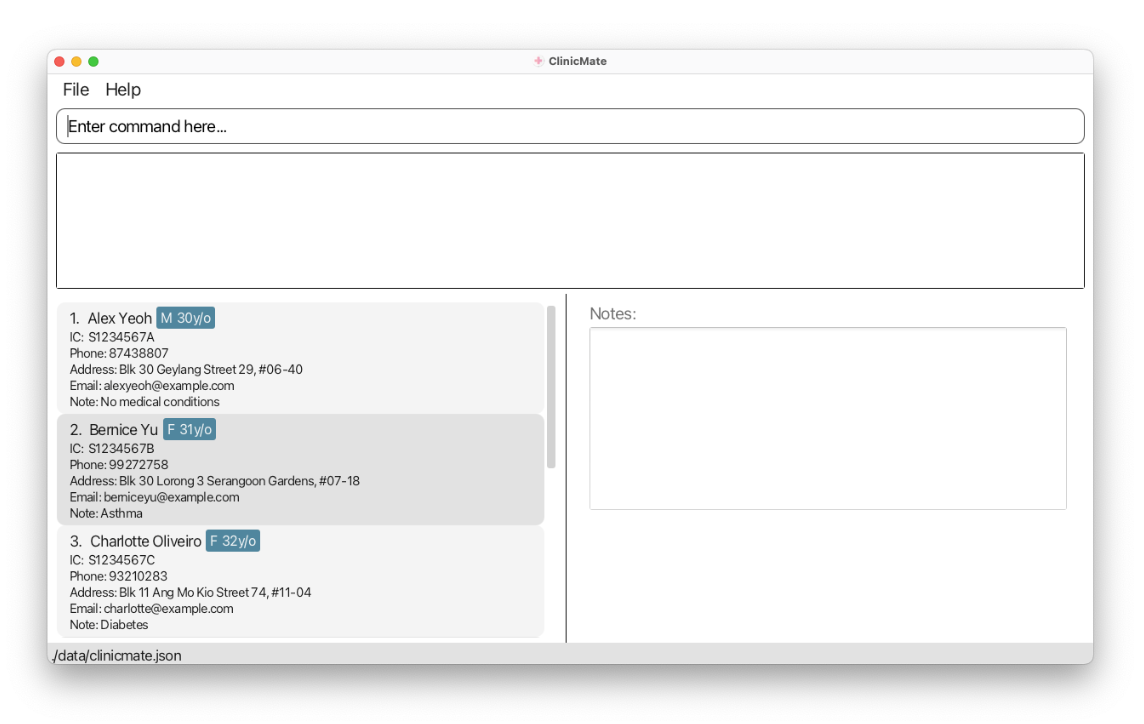 ClinicMate
File Help
Enter command here...
1. Alex Yeoh M 30y/o
IC: S1234567A
Phone: 87438807
Address: Blk 30 Geylang Street 29, #06-40
Email: alexyeoh@example.com
Note: No medical conditions
2. Bernice Yu F 31y/o
IC: S1234567B
Phone: 99272758
Address: Blk 30 Lorong 3 Serangoon Gardens, #07-18
Email: berniceyu@example.com
Note: Asthma
3. Charlotte Oliveiro F 32y/o
IC: S1234567C
Phone: 93210283
Address: Blk 11 Ang Mo Kio Street 74, #11-04
Email: charlotte@example.com
Note: Diabetes
Notes:
./data/clinicmate.json